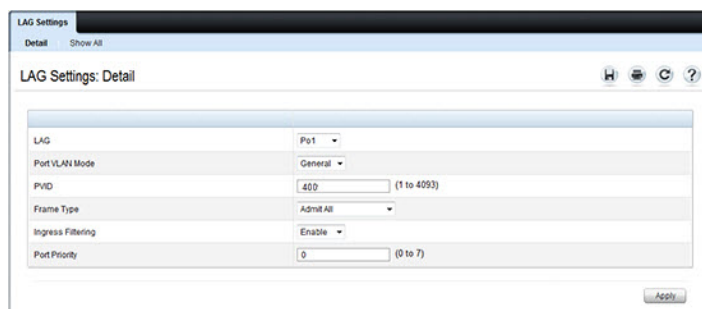 LAG Settings
Detail Show All
LAG Settings: Detail
LAG Po1
Port VLAN Mode General
PVID 400 (1 to 4093)
Frame Type Admit All
Ingress Filtering Enable
Port Priority 0 (0 to 7)
Apply